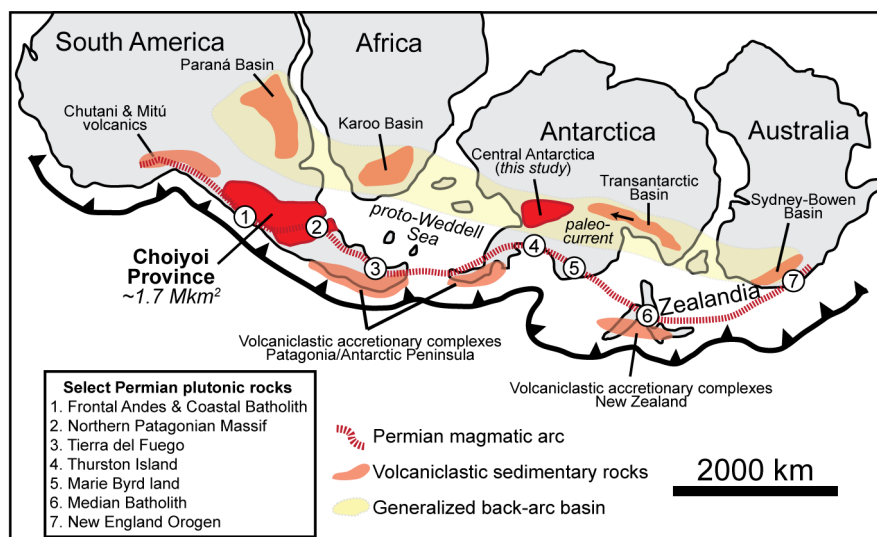 South America
Africa
Paraná Basin
Chutani & Mitú
volcanics
Karoo Basin
Antarctica
Australia
Central Antarctica
(this study)
Transantarctic
Basin
Sydney-Bowen
Basin
proto-Weddell
Sea
paleo-
current
1
2
3
4
5
6
7
Choiyoi
Province
~1.7 Mkm²
Zealandia
Volcaniclastic accretionary complexes
Patagonia/Antarctic Peninsula
Volcaniclastic accretionary complexes
New Zealand
Select Permian plutonic rocks
1. Frontal Andes & Coastal Batholith
2. Northern Patagonian Massif
3. Tierra del Fuego
4. Thurston Island
5. Marie Byrd land
6. Median Batholith
7. New England Orogen
Permian magmatic arc
Volcaniclastic sedimentary rocks
Generalized back-arc basin
2000 km